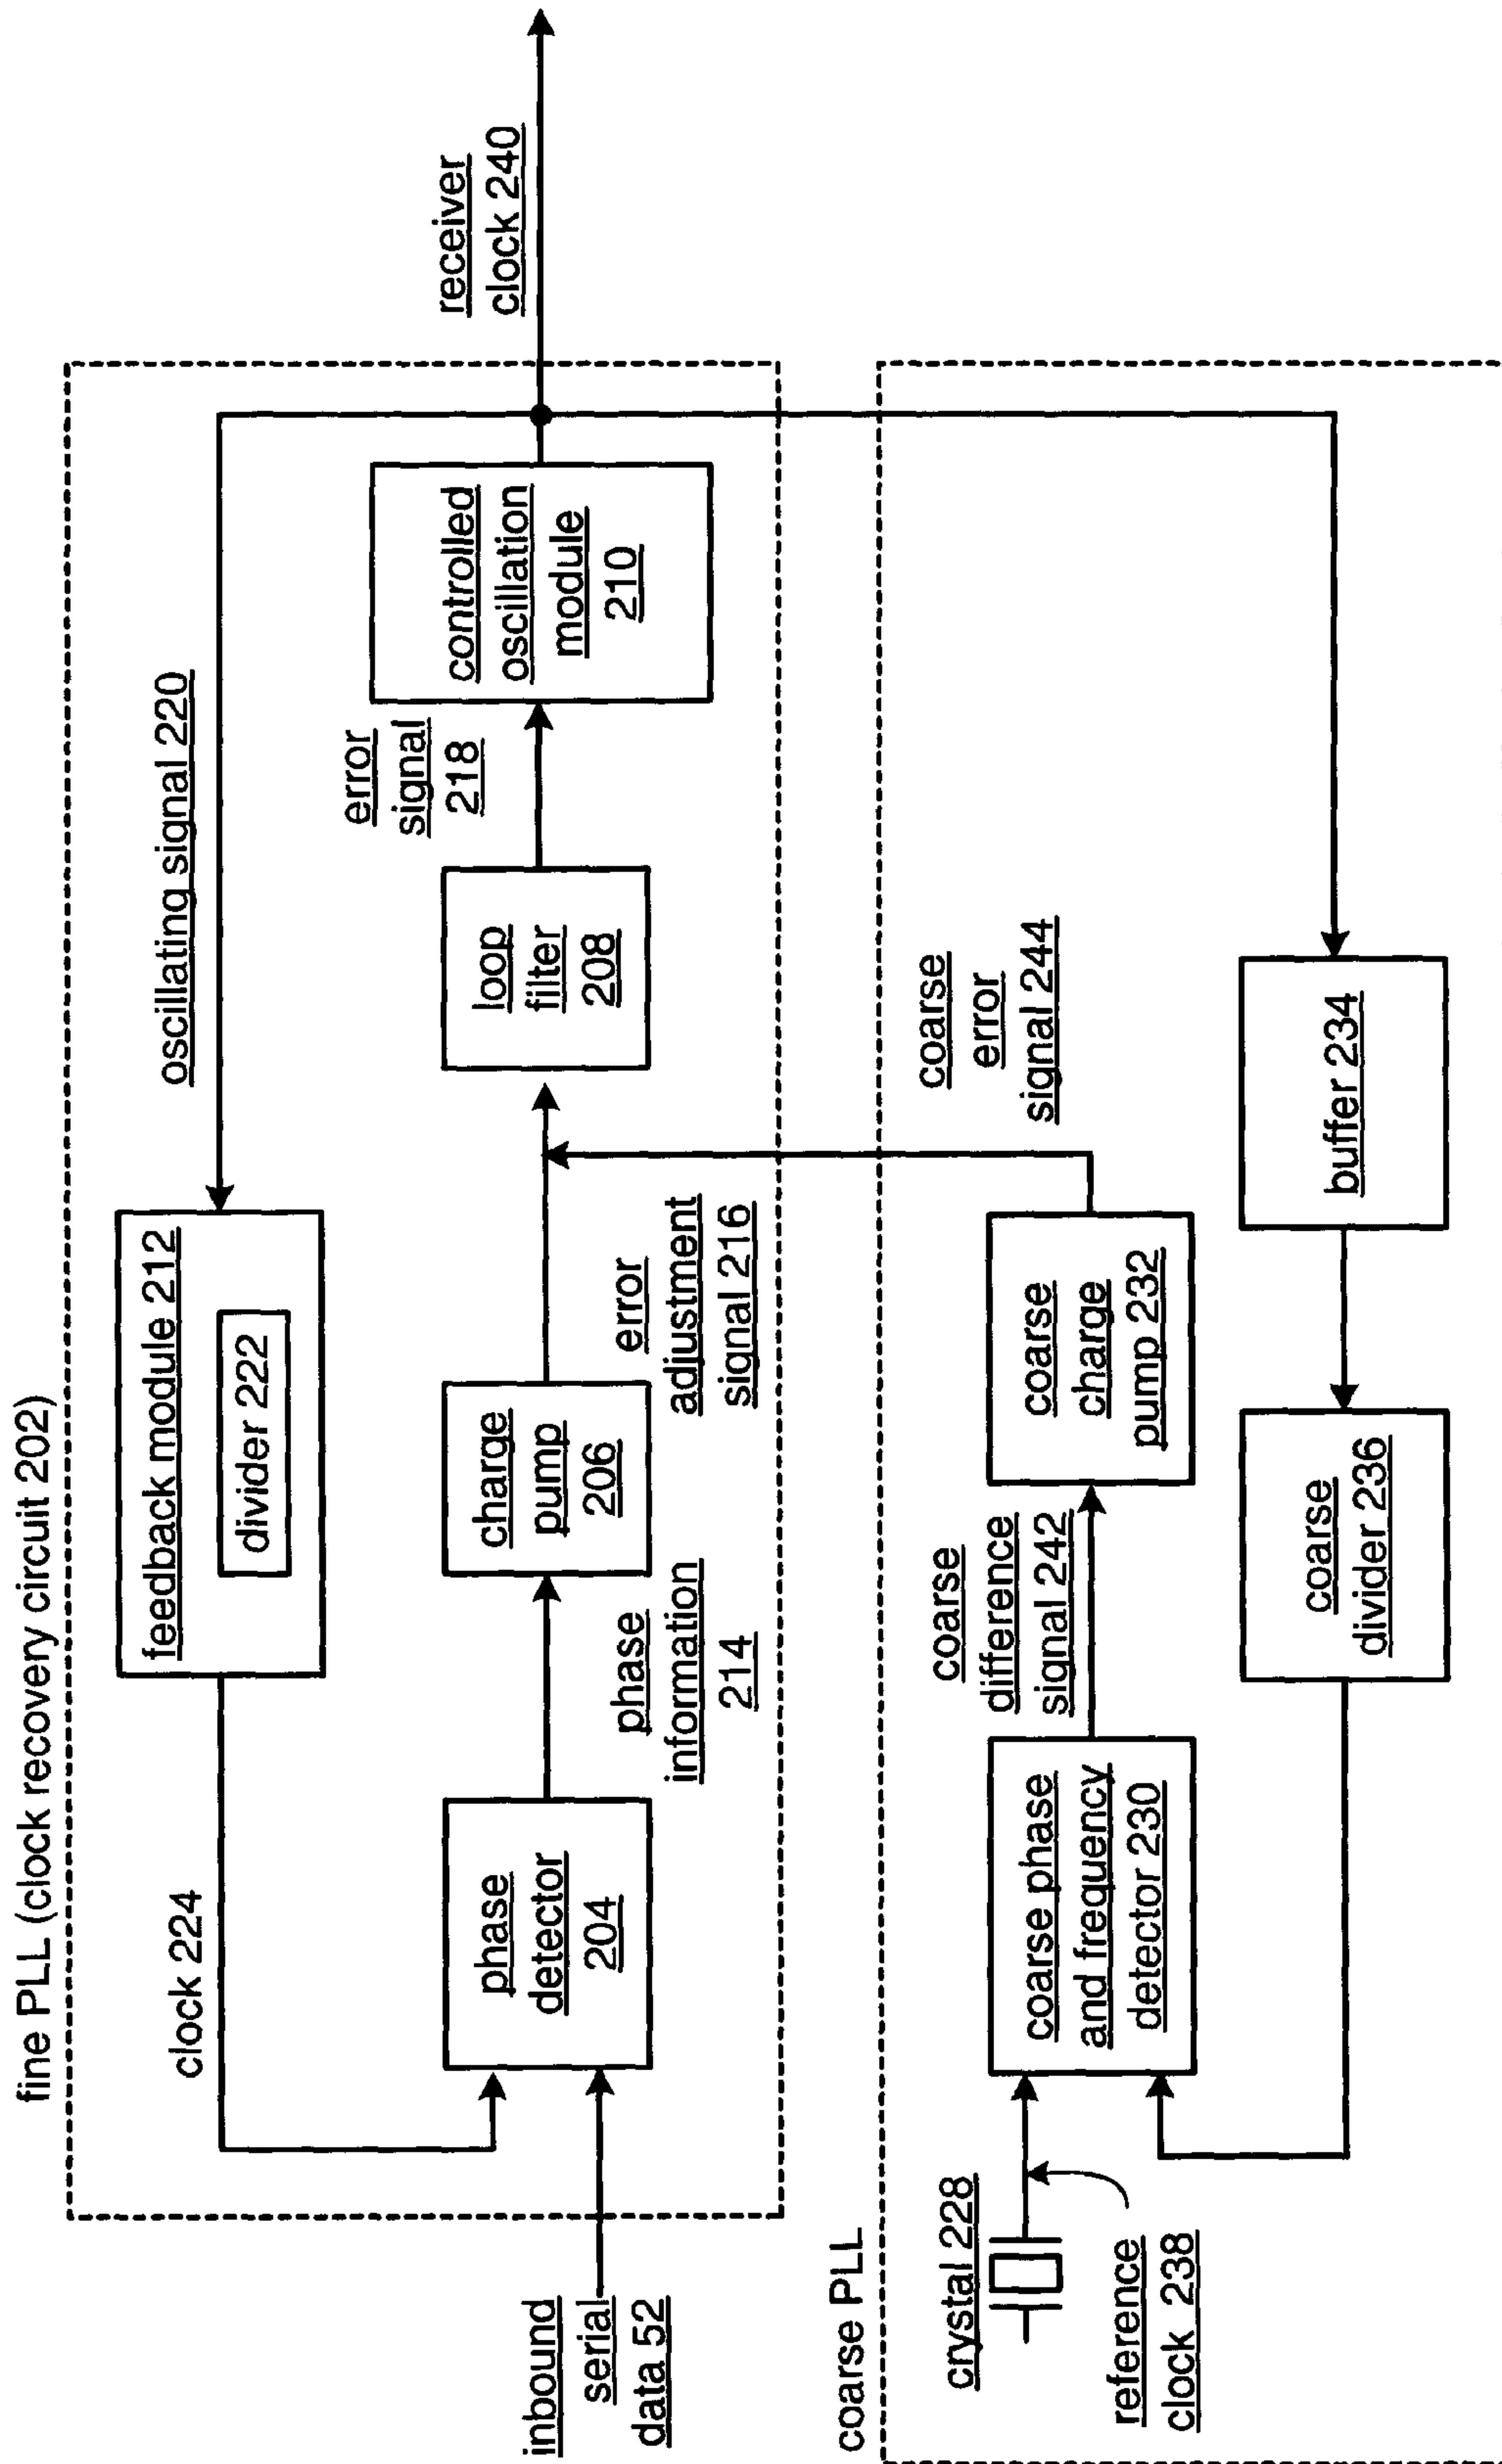 fine PLL (clock recovery circuit 202)
clock 224
feedback module 212
divider 222
oscillating signal 220
inbound
serial
data 52
phase
detector
204
phase
information
214
charge
pump
206
error
adjustment
signal 216
loop
filter
208
error
signal
218
controlled
oscillation
module
210
receiver
clock 240
coarse PLL
crystal 228
reference
clock 238
coarse phase
and frequency
detector 230
coarse
difference
signal 242
coarse
charge
pump 232
coarse
error
signal 244
coarse
divider 236
buffer 234